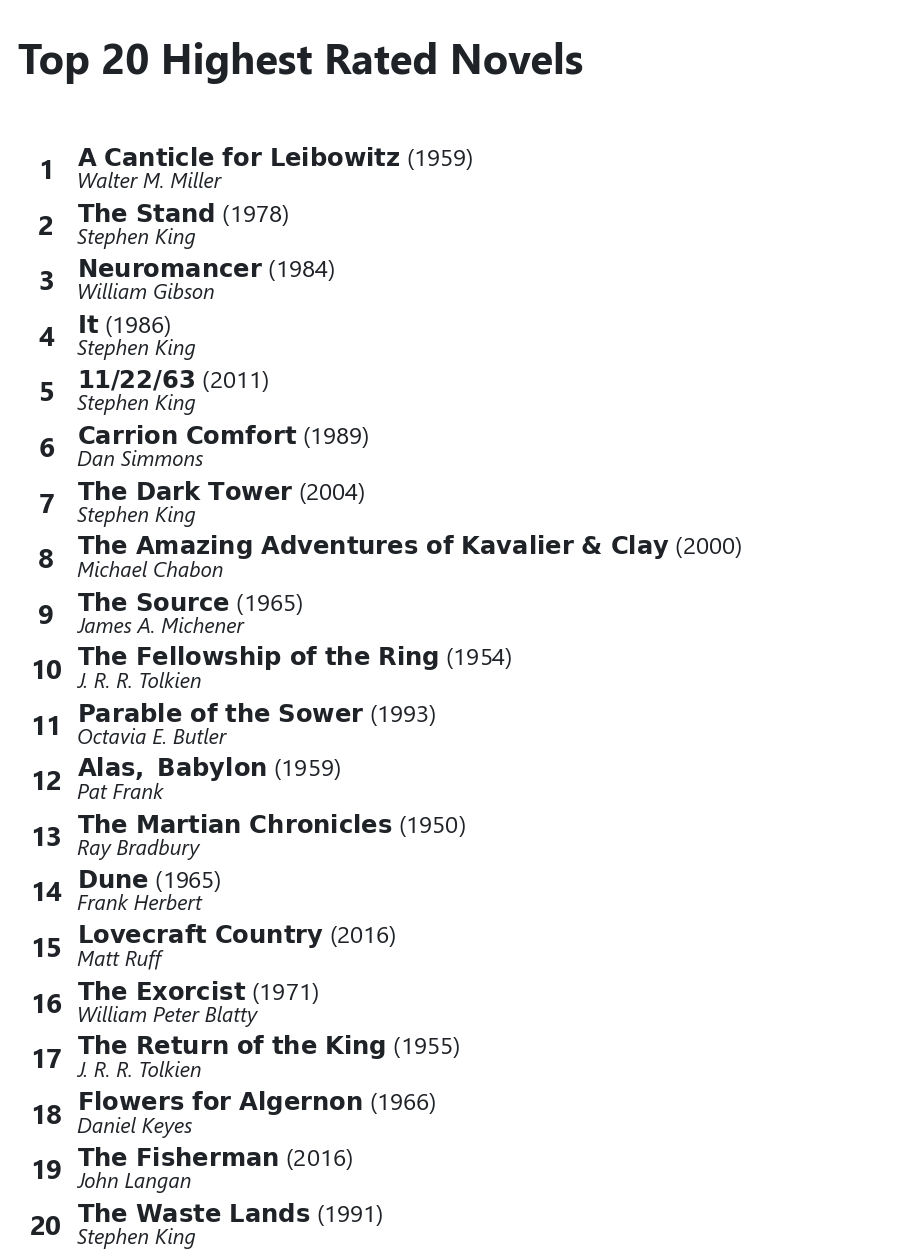 Top 20 Highest Rated Novels
1 A Canticle for Leibowitz (1959)
Walter M. Miller
2 The Stand (1978)
Stephen King
3 Neuromancer (1984)
William Gibson
4 It (1986)
Stephen King
5 11/22/63 (2011)
Stephen King
6 Carrion Comfort (1989)
Dan Simmons
7 The Dark Tower (2004)
Stephen King
8 The Amazing Adventures of Kavalier & Clay (2000)
Michael Chabon
9 The Source (1965)
James A. Michener
10 The Fellowship of the Ring (1954)
J. R. R. Tolkien
11 Parable of the Sower (1993)
Octavia E. Butler
12 Alas, Babylon (1959)
Pat Frank
13 The Martian Chronicles (1950)
Ray Bradbury
14 Dune (1965)
Frank Herbert
15 Lovecraft Country (2016)
Matt Ruff
16 The Exorcist (1971)
William Peter Blatty
17 The Return of the King (1955)
J. R. R. Tolkien
18 Flowers for Algernon (1966)
Daniel Keyes
19 The Fisherman (2016)
John Langan
20 The Waste Lands (1991)
Stephen King